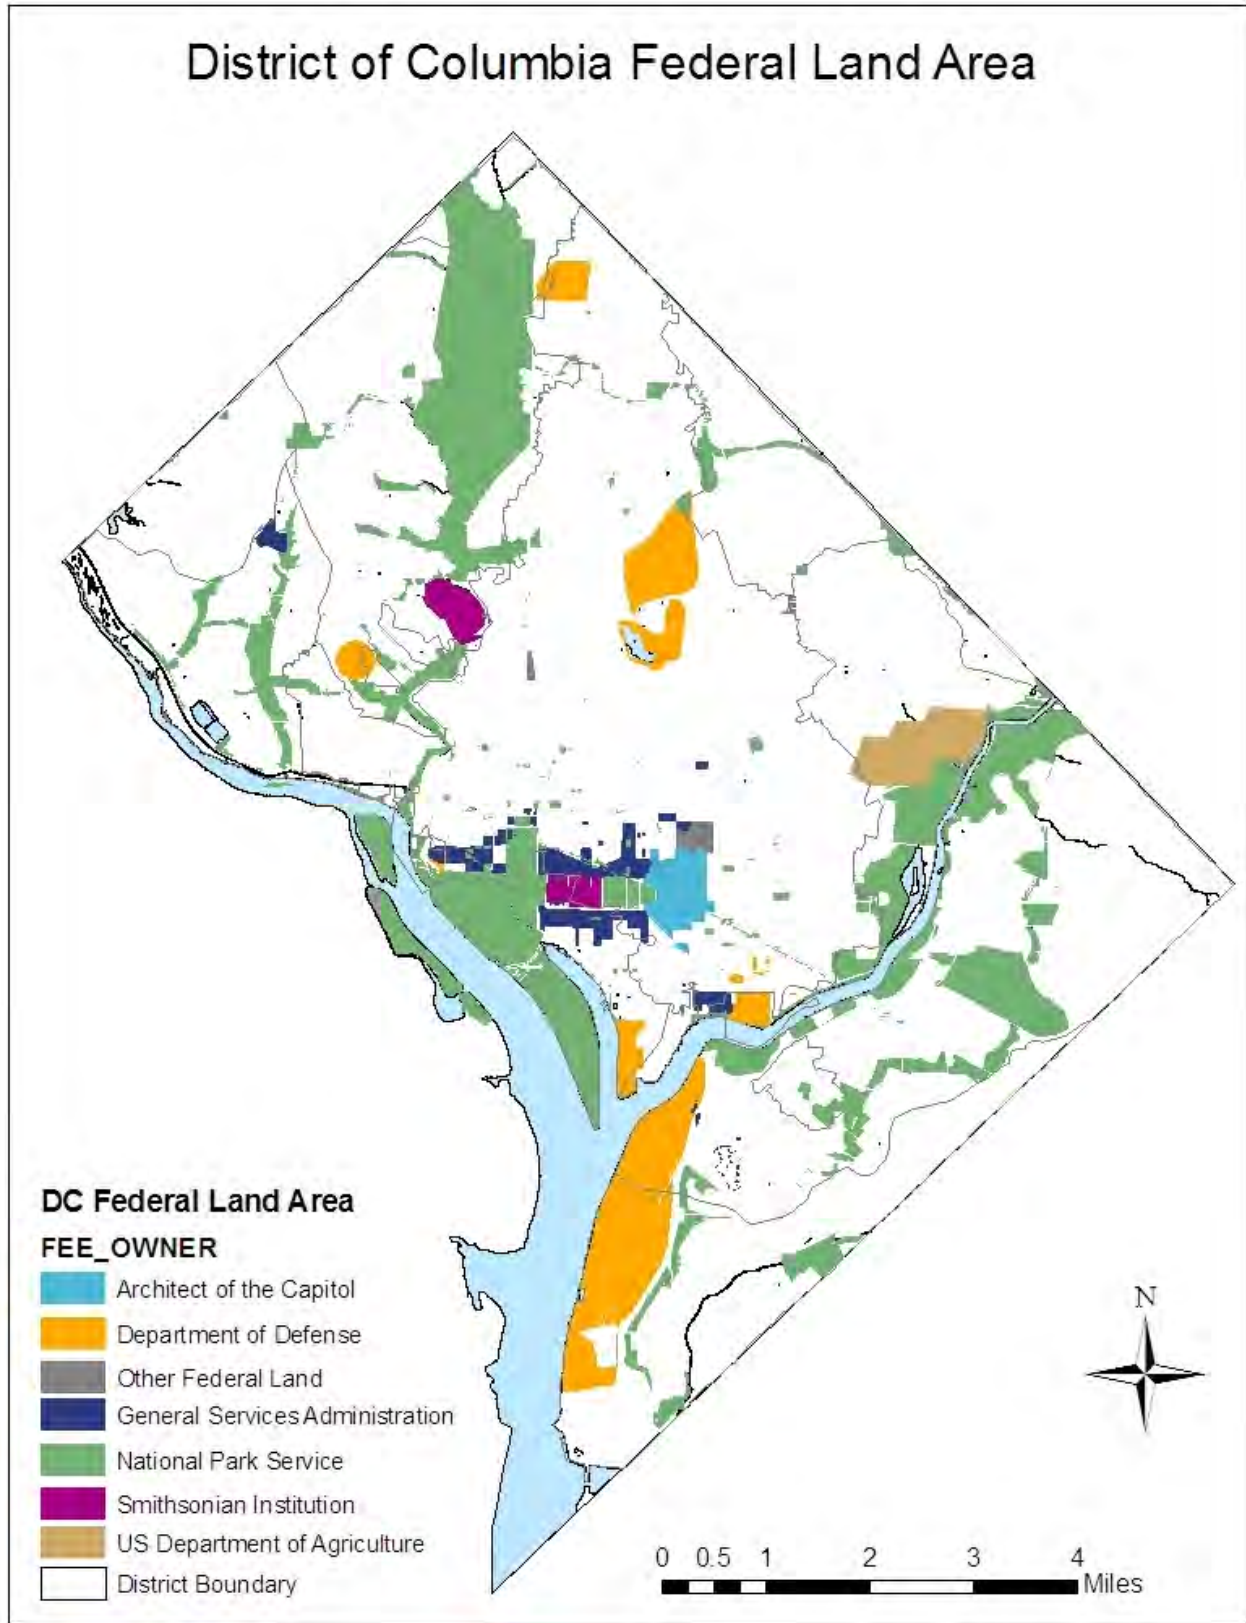 District of Columbia Federal Land Area
DC Federal Land Area
FEE_OWNER
Architect of the Capitol
Department of Defense
Other Federal Land
General Services Administration
National Park Service
Smithsonian Institution
US Department of Agriculture
District Boundary
N
0 0.5 1 2 3 4
Miles